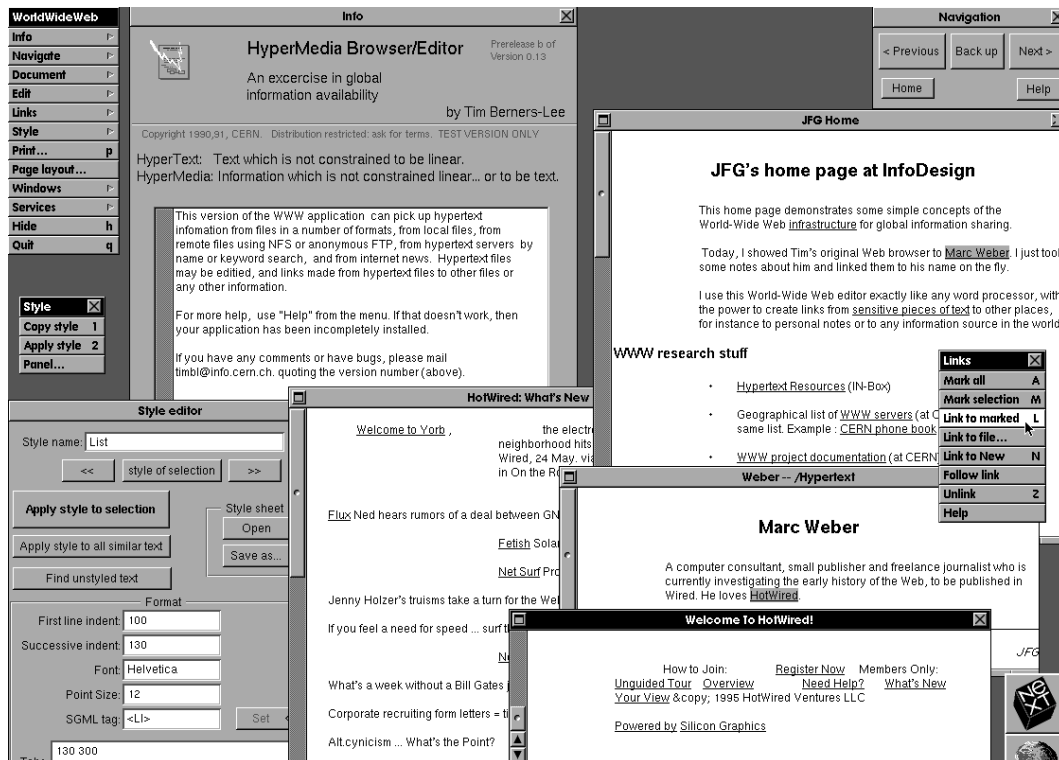 WorldWideWeb
Info
Navigate
Document
Edit
Links
Style
Print... p
Page layout...
Windows
Services
Hide h
Quit q
Style
Copy style 1
Apply style 2
Panel...
Info
HyperMedia Browser/Editor
Prerelease b of
Version 0.13
An excercise in global
information availability
by Tim Berners-Lee
Copyright 1990,91, CERN. Distribution restricted: ask for terms. TEST VERSION ONLY
HyperText: Text which is not constrained to be linear.
HyperMedia: Information which is not constrained linear... or to be text.
This version of the WWW application can pick up hypertext
infomation from files in a number of formats, from local files, from
remote files using NFS or anonymous FTP, from hypertext servers by
name or keyword search, and from internet news. Hypertext files
may be editied, and links made from hypertext files to other files or
any other information.
For more help, use "Help" from the menu. If that doesn't work, then
your application has been incompletely installed.
If you have any comments or have bugs, please mail
timbl@info.cern.ch. quoting the version number (above).
Navigation
< Previous Back up Next >
Home Help
JFG Home
JFG's home page at InfoDesign
This home page demonstrates some simple concepts of the
World-Wide Web infrastructure for global information sharing.
Today, I showed Tim's original Web browser to Marc Weber. I just took
some notes about him and linked them to his name on the fly.
I use this World-Wide Web editor exactly like any word processor, with
the power to create links from sensitive pieces of text to other places,
for instance to personal notes or to any information source in the world
WWW research stuff
• Hypertext Resources (IN-Box)
• Geographical list of WWW servers (at C
same list. Example : CERN phone book
• WWW project documentation (at CERN
Links
Mark all A
Mark selection M
Link to marked L
Link to file...
Link to New N
Follow link
Unlink Z
Help
Style editor
Style name: List
<< style of selection >>
Apply style to selection
Style sheet
Open
Save as...
Apply style to all similar text
Find unstyled text
Format
First line indent: 100
Successive indent: 130
Font: Helvetica
Point Size: 12
SGML tag: <LI>
Set
130 300
HotWired: What's New
Welcome to Yorb , the electro
neighborhood hits
Wired, 24 May. via
in On the Ro
Flux Ned hears rumors of a deal between GN
Fetish Solar
Net Surf Pro
Jenny Holzer's truisms take a turn for the Web
If you feel a need for speed ... surf t
What's a week without a Bill Gates j
Corporate recruiting form letters = ti
Alt.cynicism ... What's the Point?
Weber -- /Hypertext
Marc Weber
A computer consultant, small publisher and freelance journalist who is
currently investigating the early history of the Web, to be published in
Wired. He loves HotWired.
JFG
Welcome To HotWired!
How to Join: Register Now Members Only:
Unguided Tour Overview Need Help? What's New
Your View &copy; 1995 HotWired Ventures LLC
Powered by Silicon Graphics
NeXT